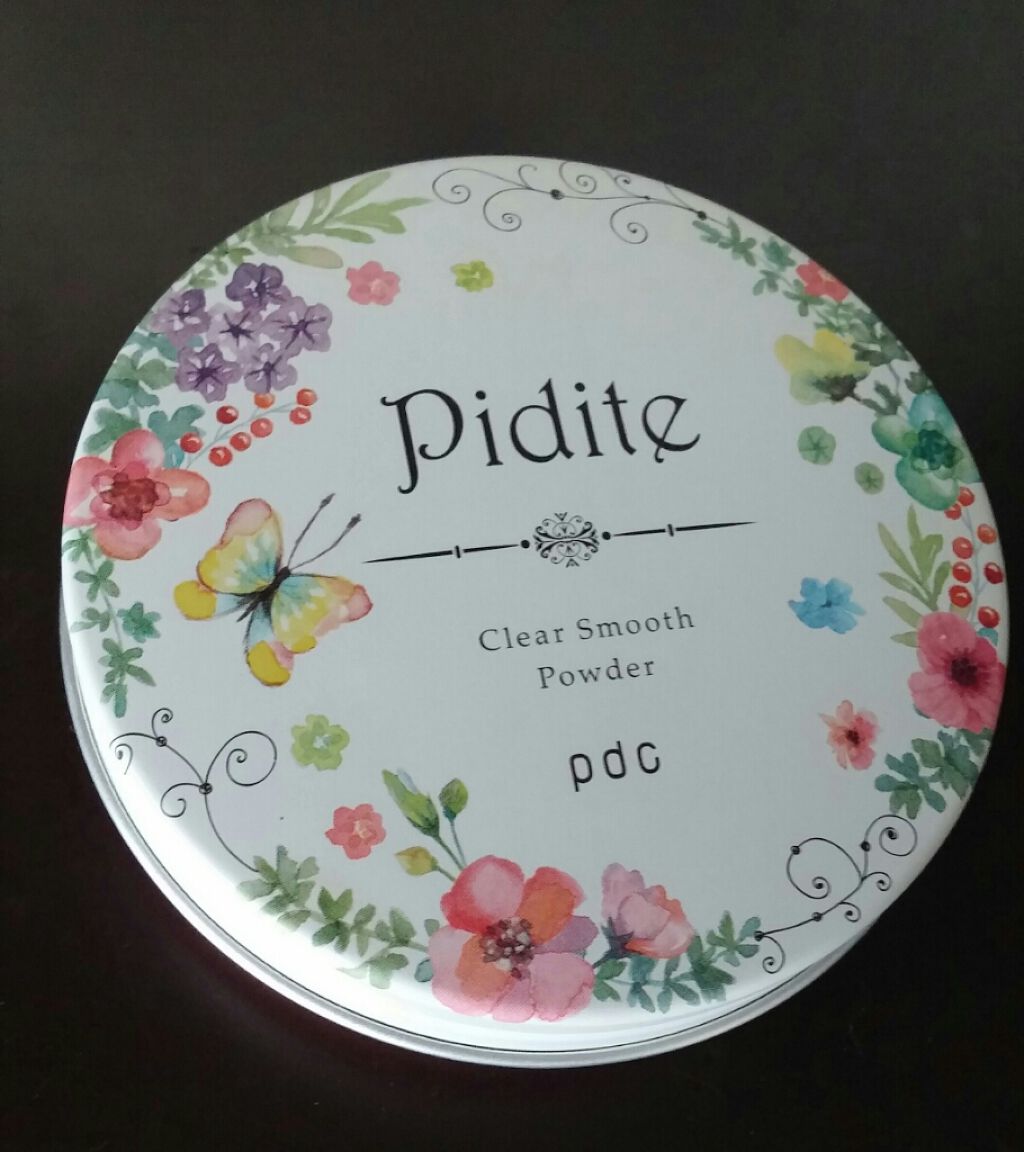 Pidite
Clear Smooth
Powder
pdc